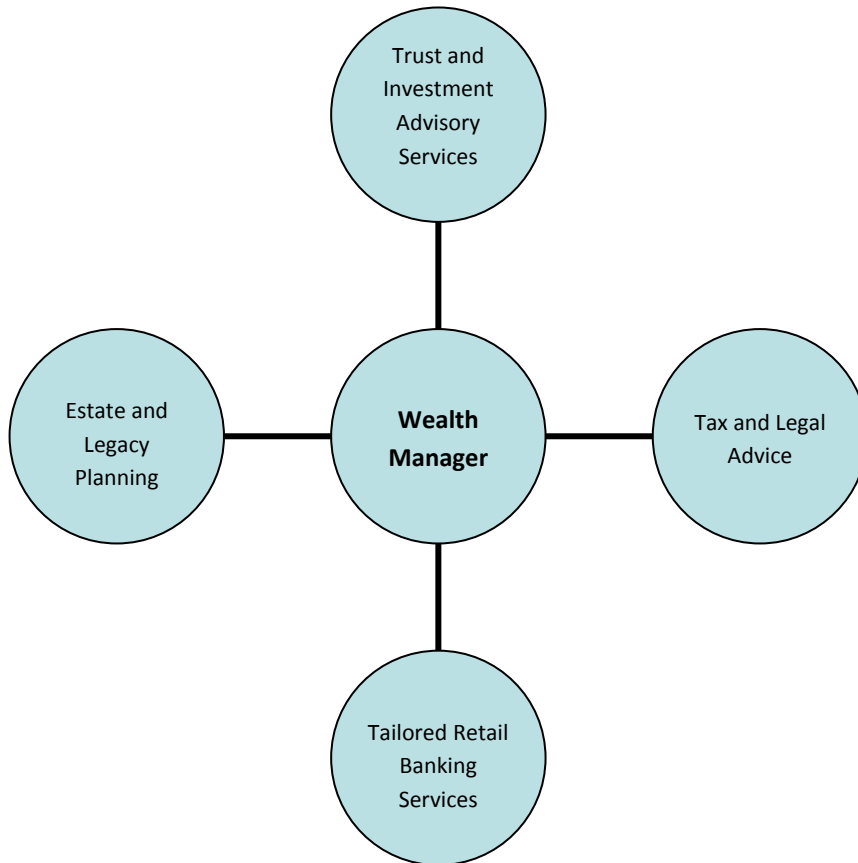 Trust and
Investment
Advisory
Services
Estate and
Legacy
Planning
Wealth
Manager
Tax and Legal
Advice
Tailored Retail
Banking
Services